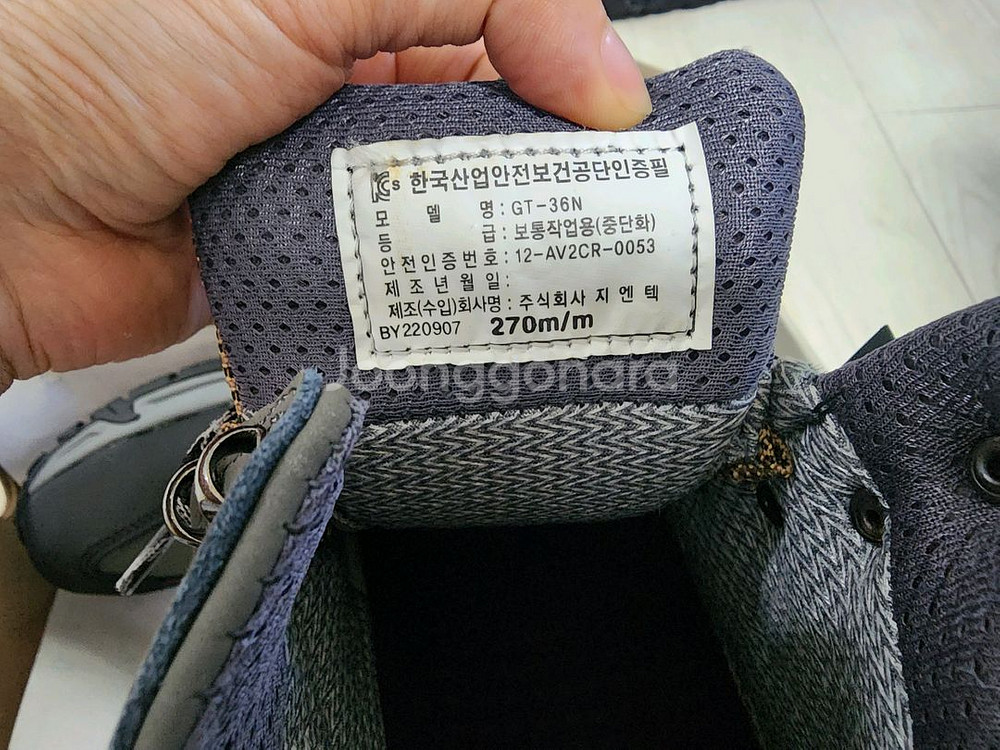 KCs 한국산업안전보건공단인증필
모 델 명 : GT-36N
등 급 : 보통작업용(중단화)
안전인증번호 : 12-AV2CR-0053
제 조 년 월 일 :
제조(수입)회사명 : 주식회사 지 엔 텍
BY220907 270m/m
Joonggonara